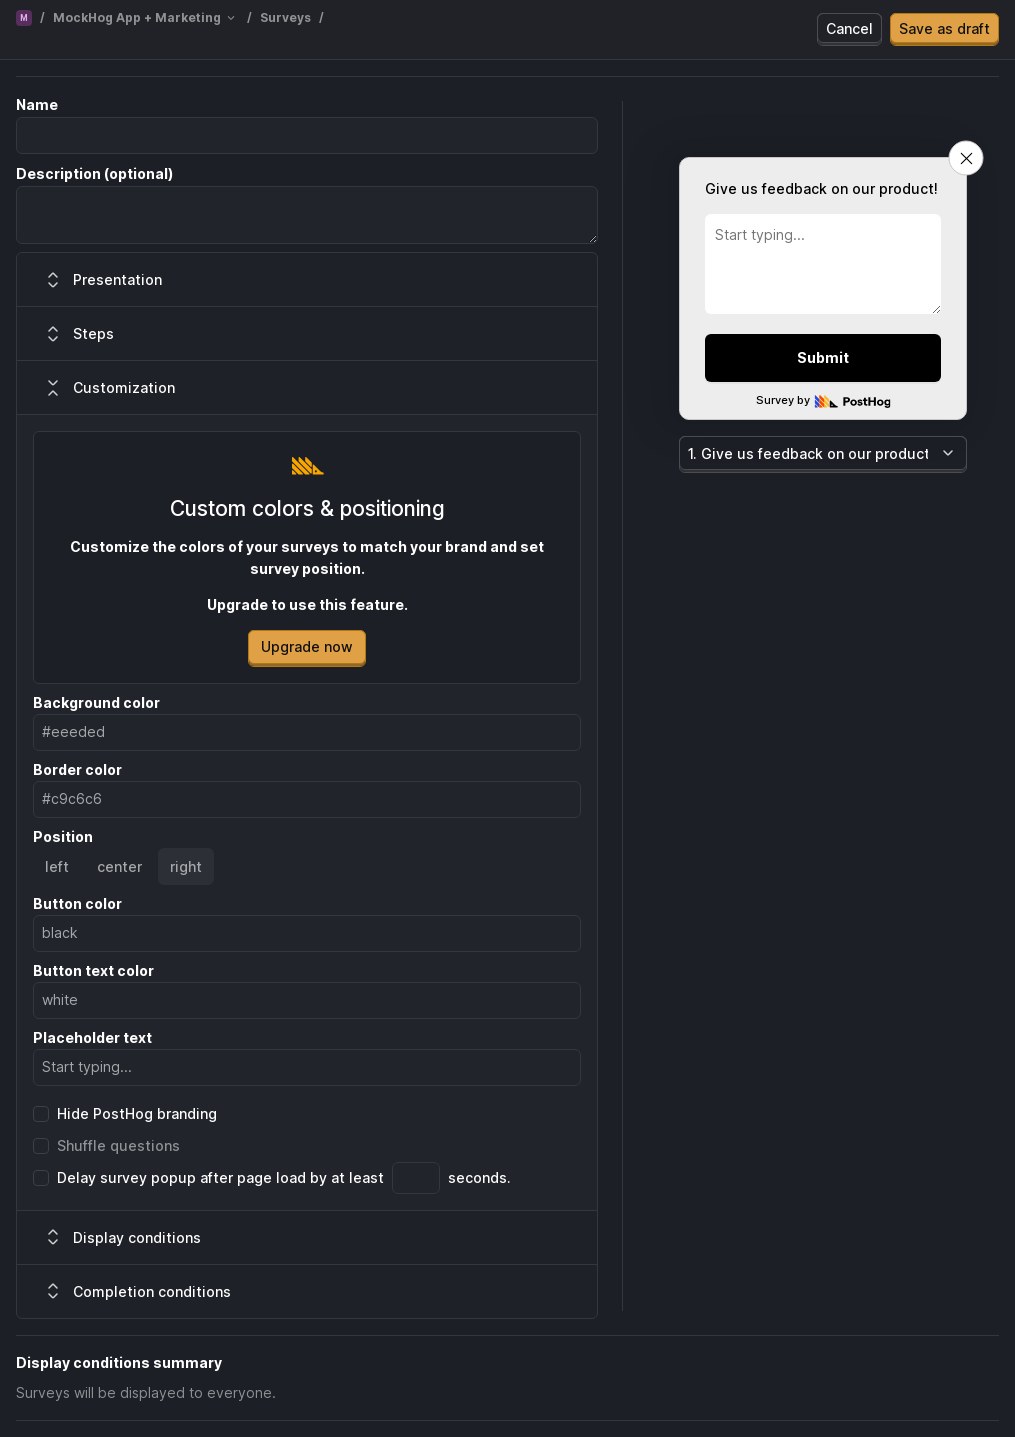 M / MockHog App + Marketing / Surveys /
Cancel
Save as draft
Name
Description (optional)
Presentation
Steps
Customization
Custom colors & positioning
Customize the colors of your surveys to match your brand and set
survey position.
Upgrade to use this feature.
Upgrade now
Background color
#eeeded
Border color
#c9c6c6
Position
left center right
Button color
black
Button text color
white
Placeholder text
Start typing...
Hide PostHog branding
Shuffle questions
Delay survey popup after page load by at least seconds.
Display conditions
Completion conditions
Give us feedback on our product!
Start typing...
Submit
Survey by PostHog
1. Give us feedback on our product
Display conditions summary
Surveys will be displayed to everyone.